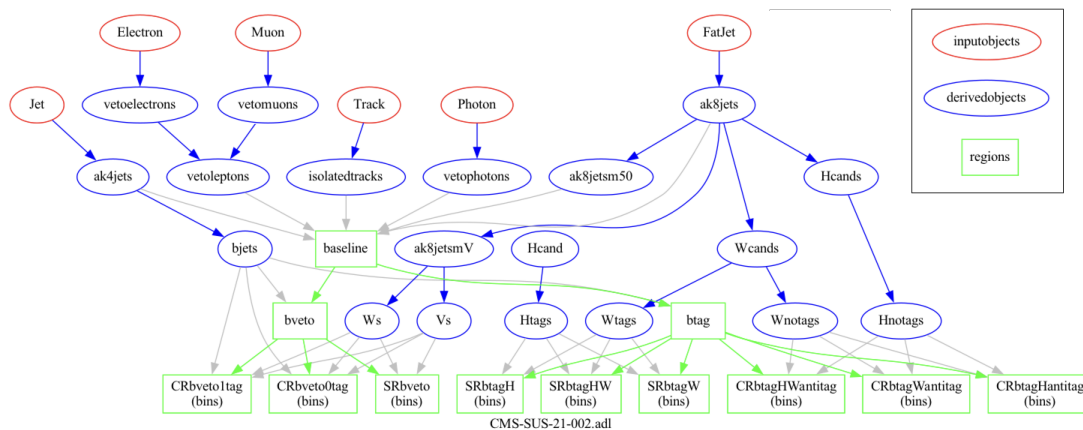 Electron
Muon
FatJet
inputobjects
Jet
vetoelectrons
vetomuons
Track
Photon
ak8jets
derivedobjects
ak4jets
vetoleptons
isolatedtracks
vetophotons
ak8jetsm50
Hcands
regions
bjets
baseline
ak8jetsmV
Hcand
Wcands
bveto
Ws
Vs
Htags
Wtags
btag
Wnotags
Hnotags
CRbveto1tag
(bins)
CRbveto0tag
(bins)
SRbveto
(bins)
SRbtagH
(bins)
SRbtagHW
(bins)
SRbtagW
(bins)
CRbtagHWantitag
(bins)
CRbtagWantitag
(bins)
CRbtagHantitag
(bins)
CMS-SUS-21-002.adl